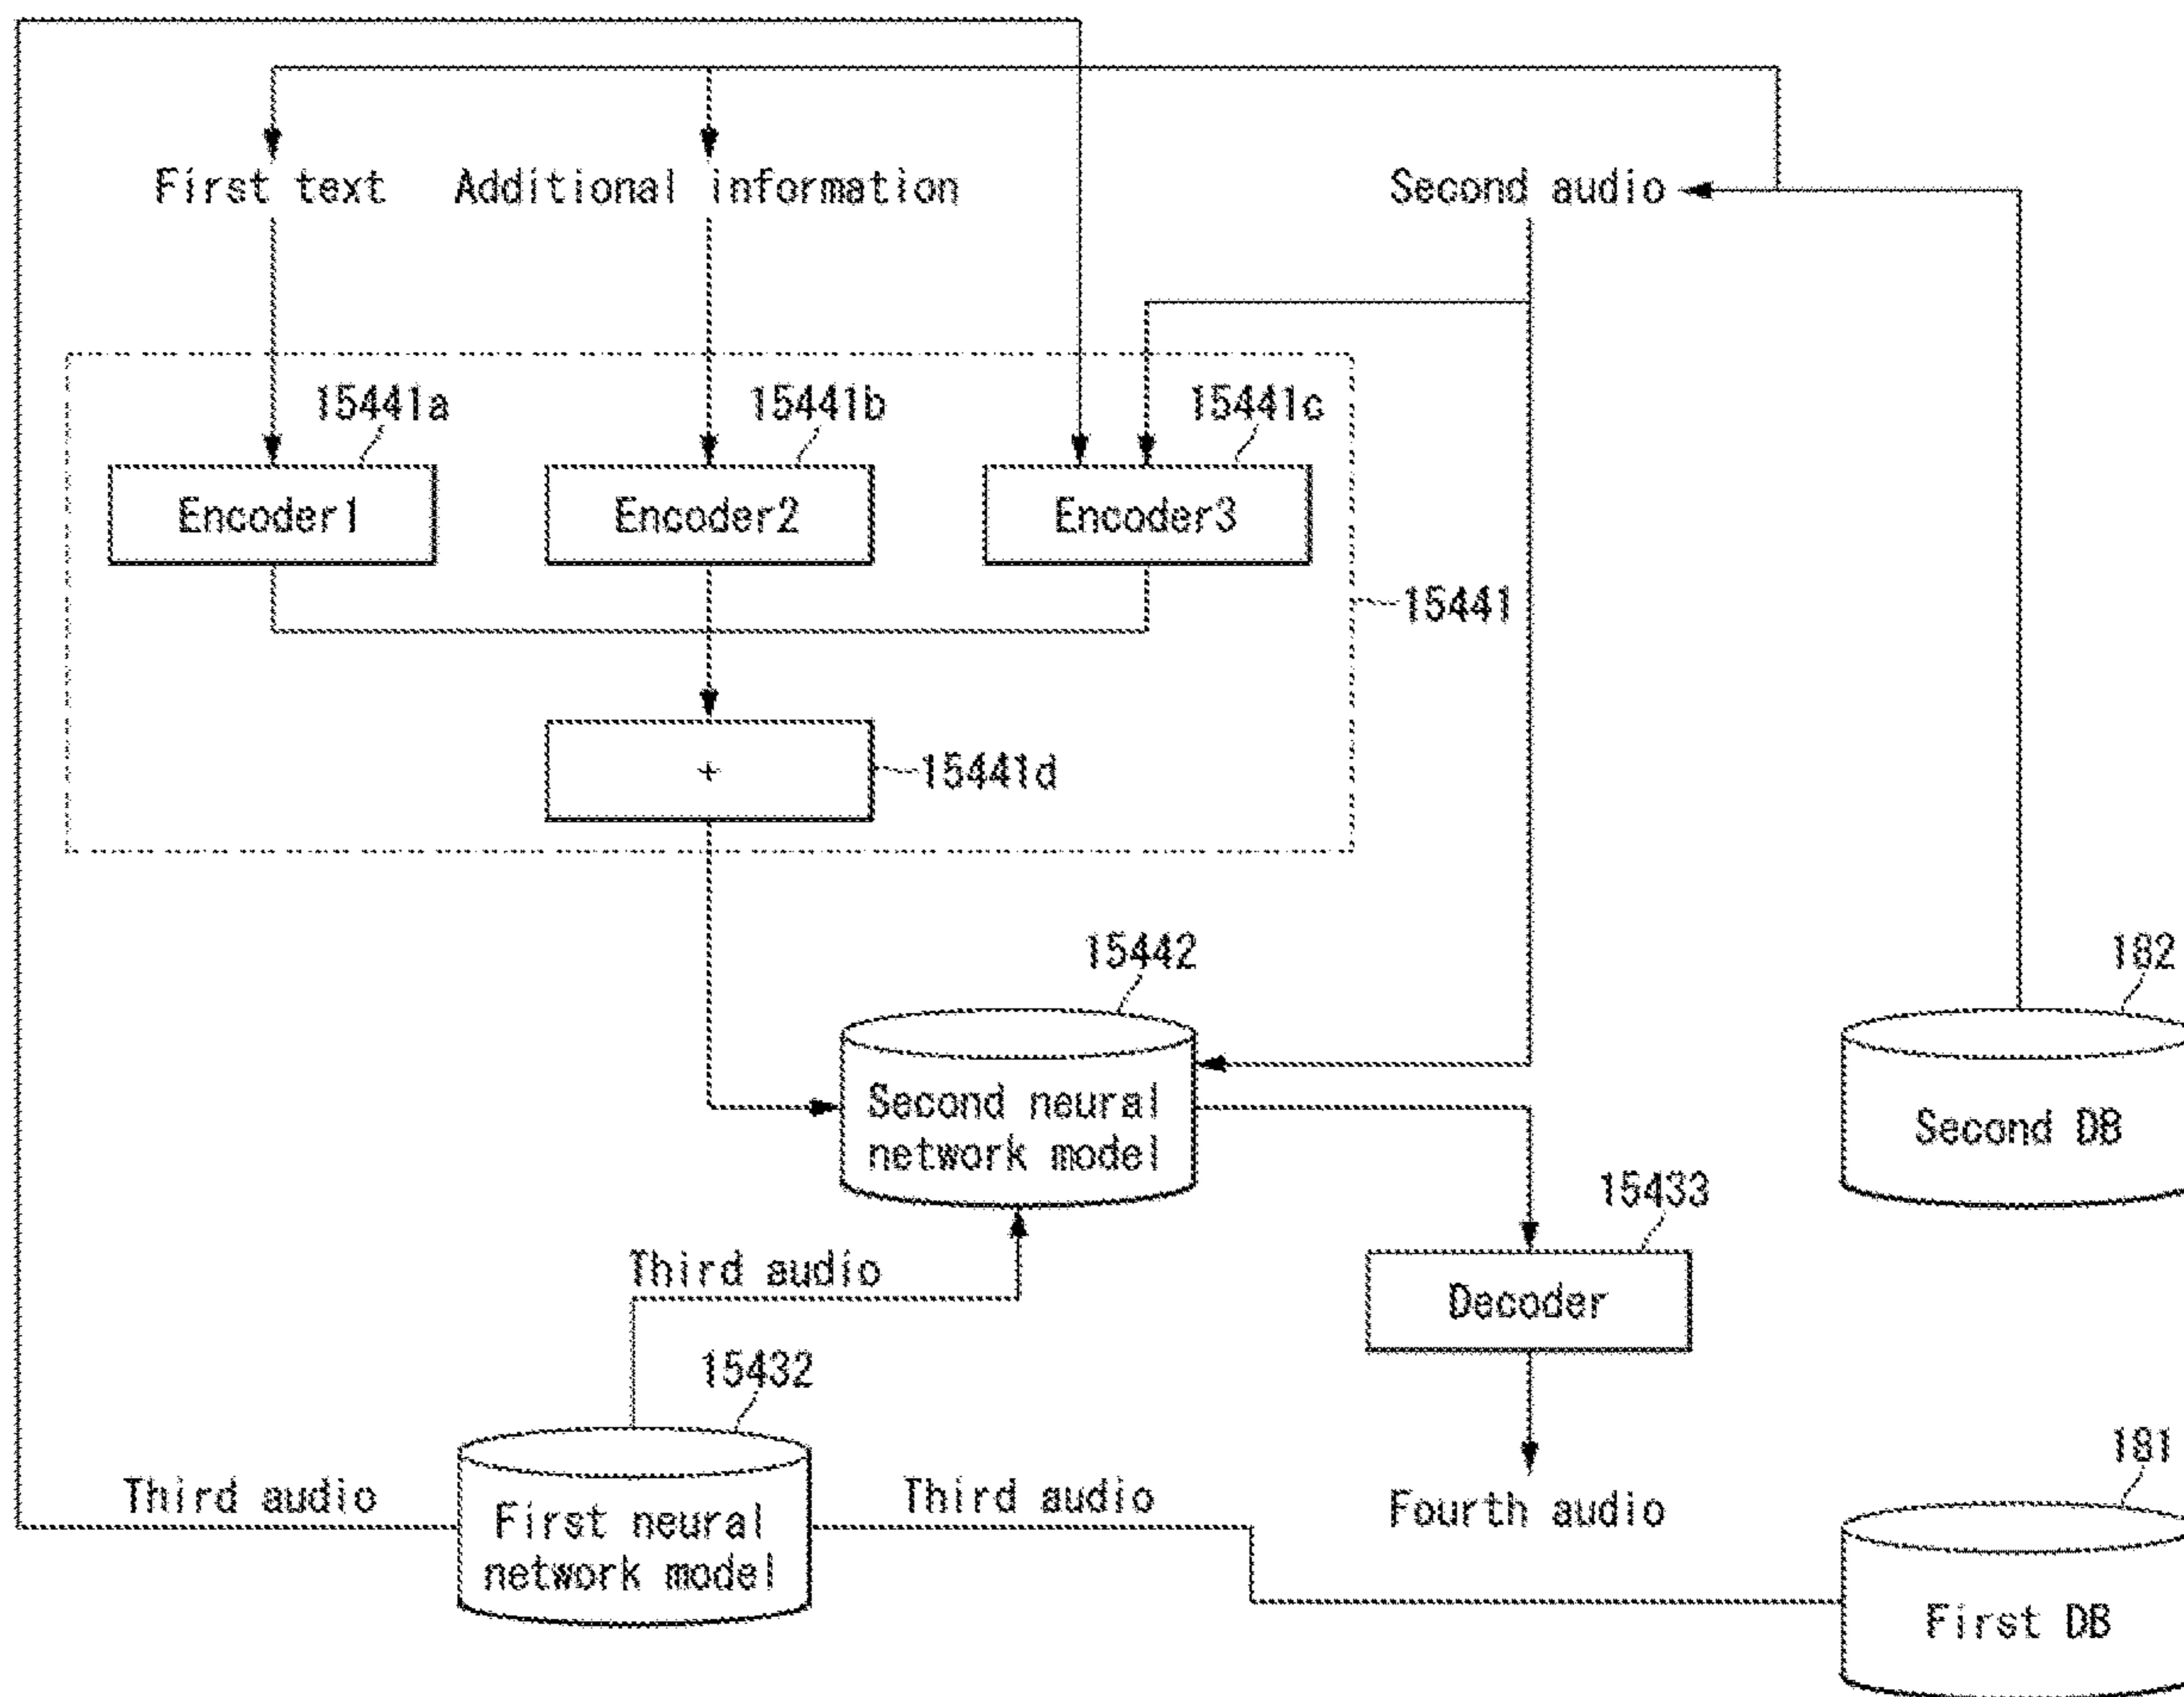 First text
Additional information
Second audio
15441a
15441b
15441c
Encoder1
Encoder2
Encoder3
15441
+
15441d
15442
182
Second neural
network model
Second DB
15433
Third audio
Decoder
15432
181
Third audio
First neural
network model
Third audio
Fourth audio
First DB